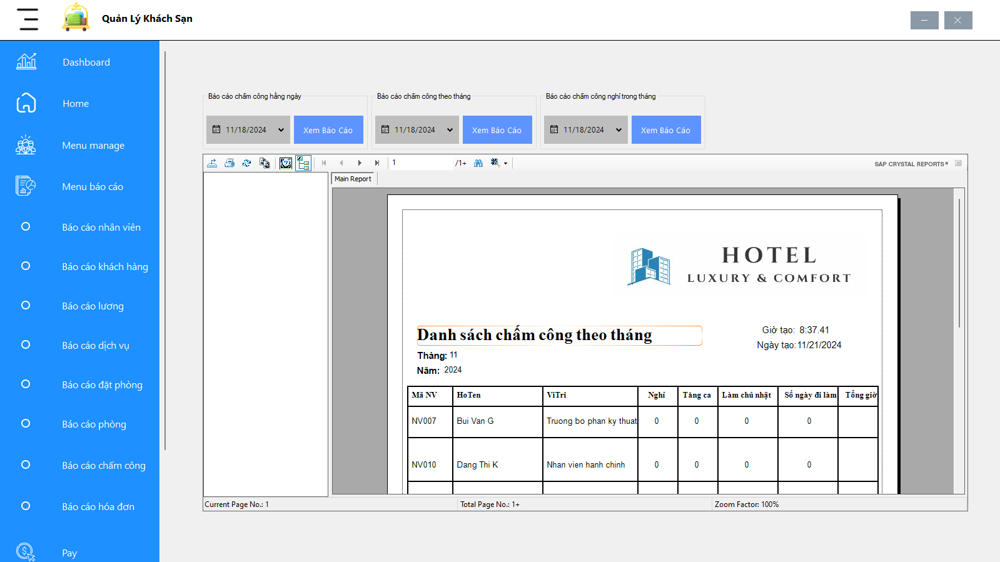 Quản Lý Khách Sạn
Dashboard
Home
Menu manage
Menu báo cáo
Báo cáo nhân viên
Báo cáo khách hàng
Báo cáo lương
Báo cáo dịch vụ
Báo cáo đặt phòng
Báo cáo phòng
Báo cáo chấm công
Báo cáo hóa đơn
Pay
Báo cáo chấm công hằng ngày
11/18/2024 Xem Báo Cáo
Báo cáo chấm công theo tháng
11/18/2024 Xem Báo Cáo
Báo cáo chấm công nghỉ trong tháng
11/18/2024 Xem Báo Cáo
1 /1+ SAP CRYSTAL REPORTS®
Main Report
HOTEL
LUXURY & COMFORT
Danh sách chấm công theo tháng
Giờ tạo: 8:37.41
Ngày tạo: 11/21/2024
Tháng: 11
Năm: 2024
Mã NV HoTen ViTri Nghỉ Tăng ca Làm chủ nhật Số ngày đi làm Tổng giờ
NV007 Bui Van G Truong bo phan ky thuat 0 0 0 0
NV010 Dang Thi K Nhan vien hanh chinh 0 0 0 0
Current Page No.: 1 Total Page No.: 1+ Zoom Factor: 100%